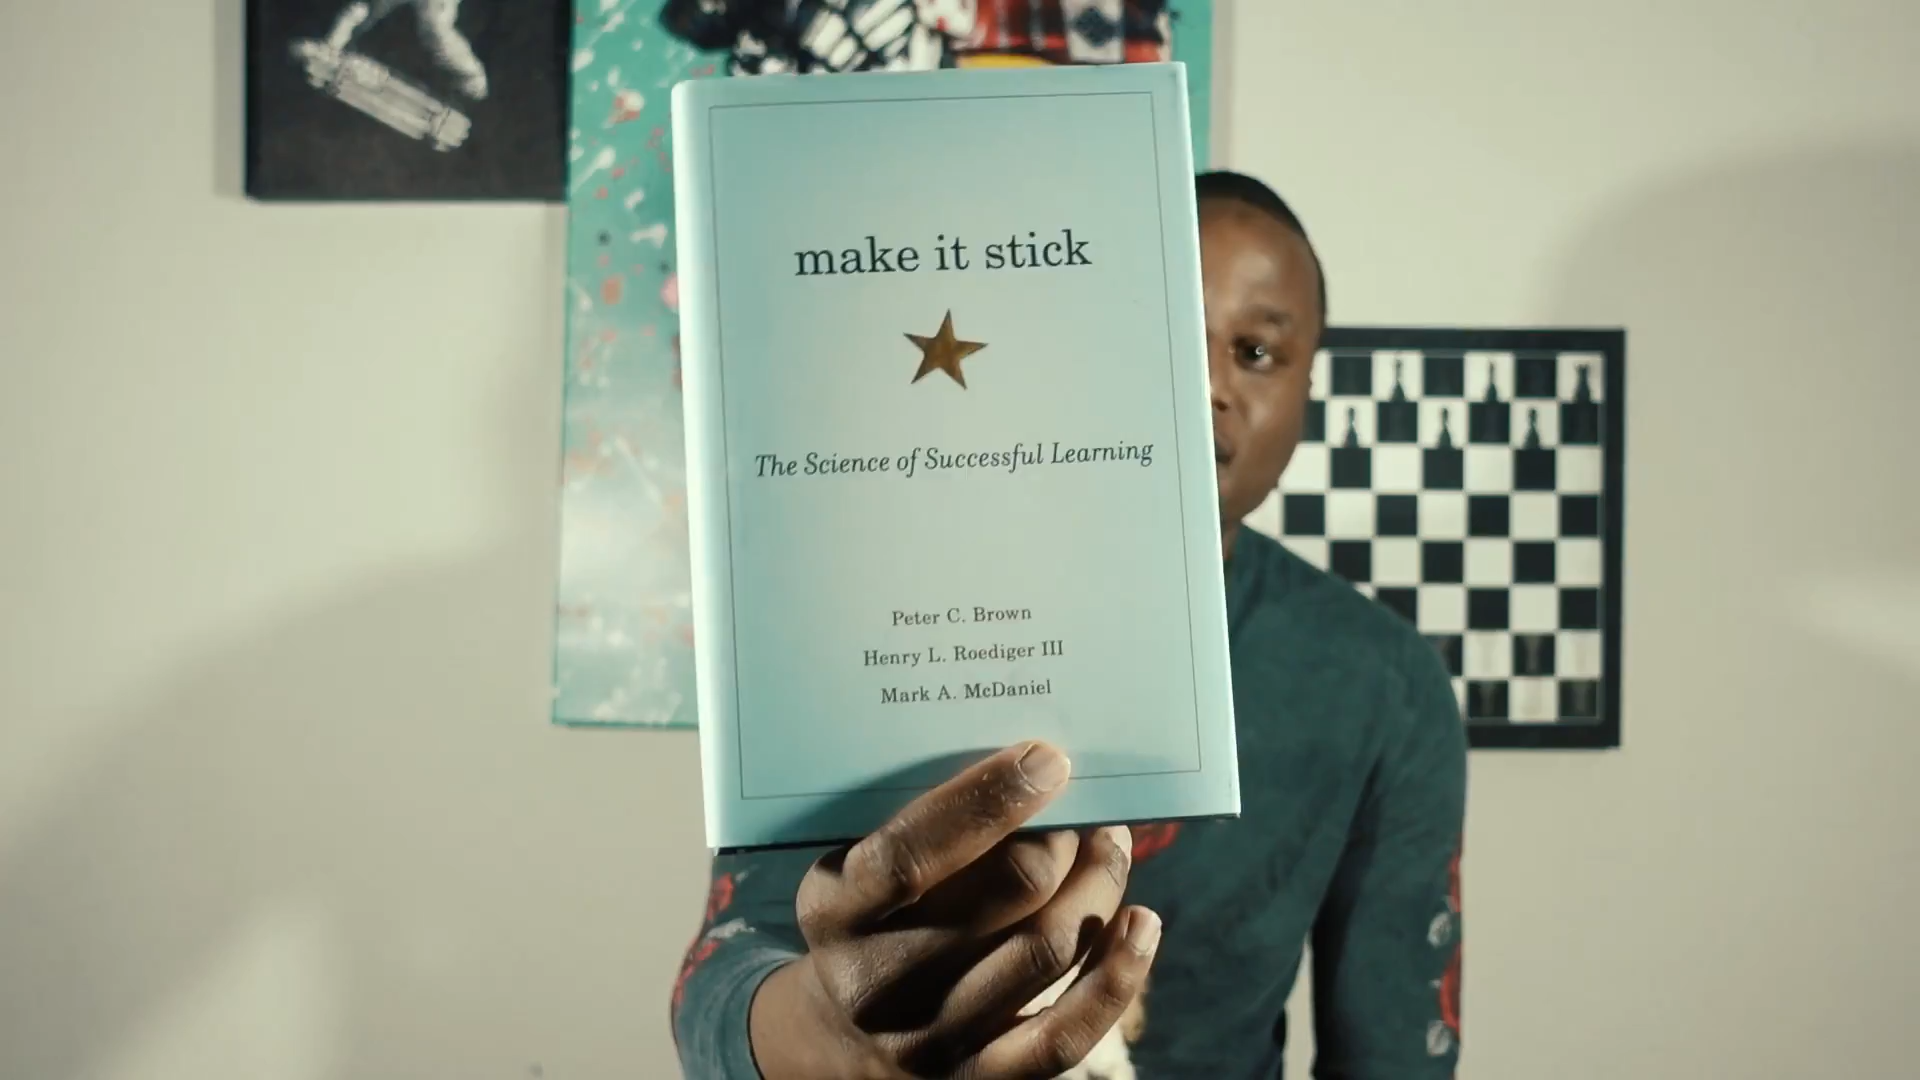 make it stick
The Science of Successful Learning
Peter C. Brown
Henry L. Roediger III
Mark A. McDaniel